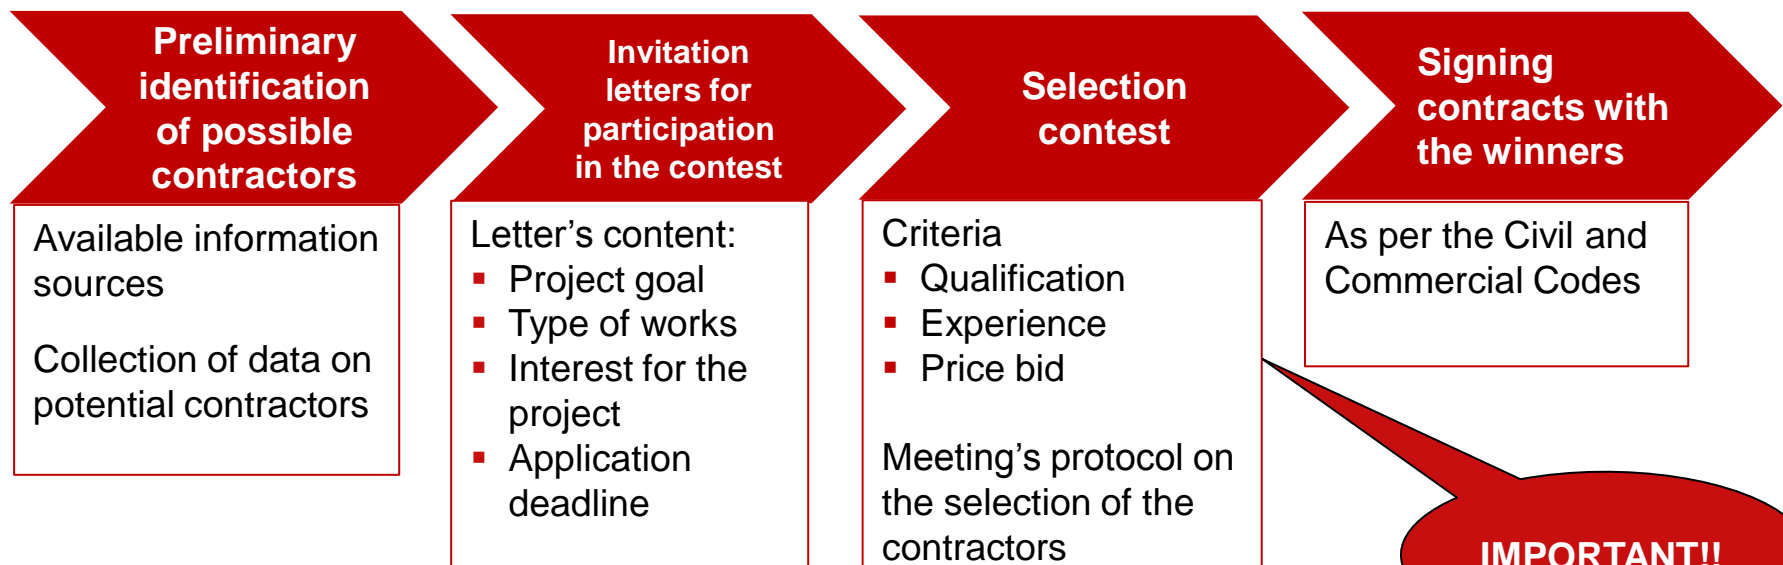 Preliminary
identification
of possible
contractors
Invitation
letters for
participation
in the contest
Selection
contest
Signing
contracts with
the winners
Available information
sources
Collection of data on
potential contractors
Letter’s content:
▪ Project goal
▪ Type of works
▪ Interest for the
project
▪ Application
deadline
Criteria
▪ Qualification
▪ Experience
▪ Price bid
Meeting’s protocol on
the selection of the
contractors
As per the Civil and
Commercial Codes
IMPORTANT!!